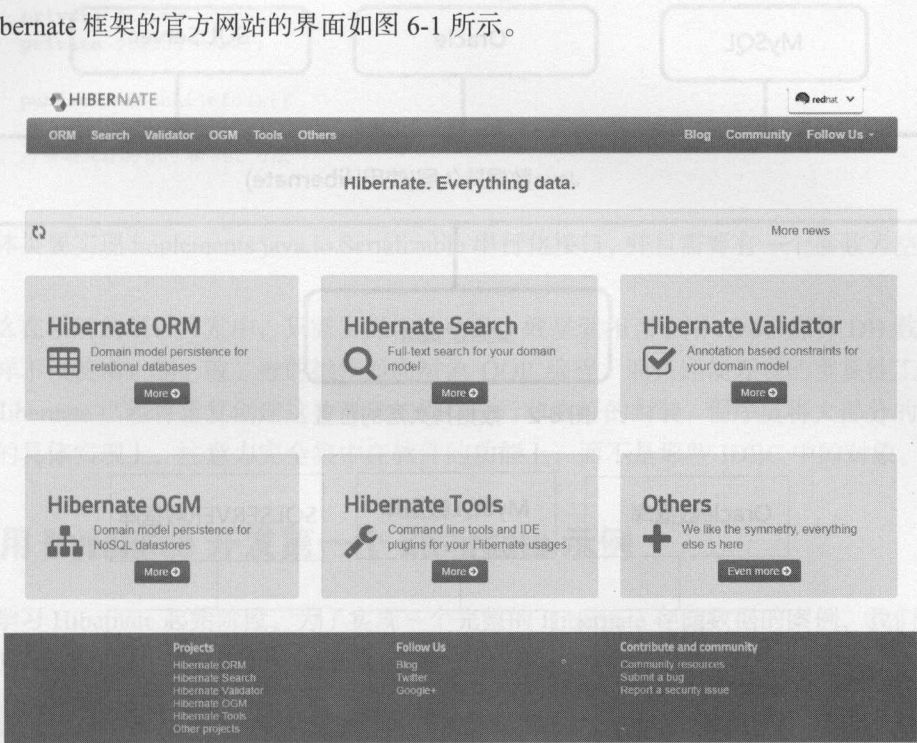 bernate 框架的官方网站的界面如图 6-1 所示。
HIBERNATE
redhat
ORM Search Validator OGM Tools Others Blog Community Follow Us
Hibernate. Everything data.
More news
Hibernate ORM
Domain model persistence for
relational databases
More
Hibernate Search
Full-text search for your domain
model
More
Hibernate Validator
Annotation based constraints for
your domain model
More
Hibernate OGM
Domain model persistence for
NoSQL datastores
More
Hibernate Tools
Command line tools and IDE
plugins for your Hibernate usages
More
Others
We like the symmetry, everything
else is here
Even more
Projects
Hibernate ORM
Hibernate Search
Hibernate Validator
Hibernate OGM
Hibernate Tools
Other projects
Follow Us
Blog
Twitter
Google+
Contribute and community
Community resources
Submit a bug
Report a security issue